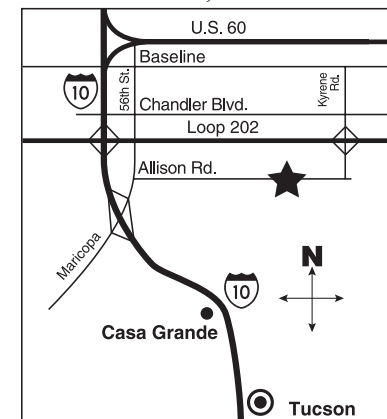 U.S. 60
Baseline
10
56th St.
Kyrene
Rd.
Chandler Blvd.
Loop 202
Allison Rd.
Maricopa
N
10
Casa Grande
Tucson